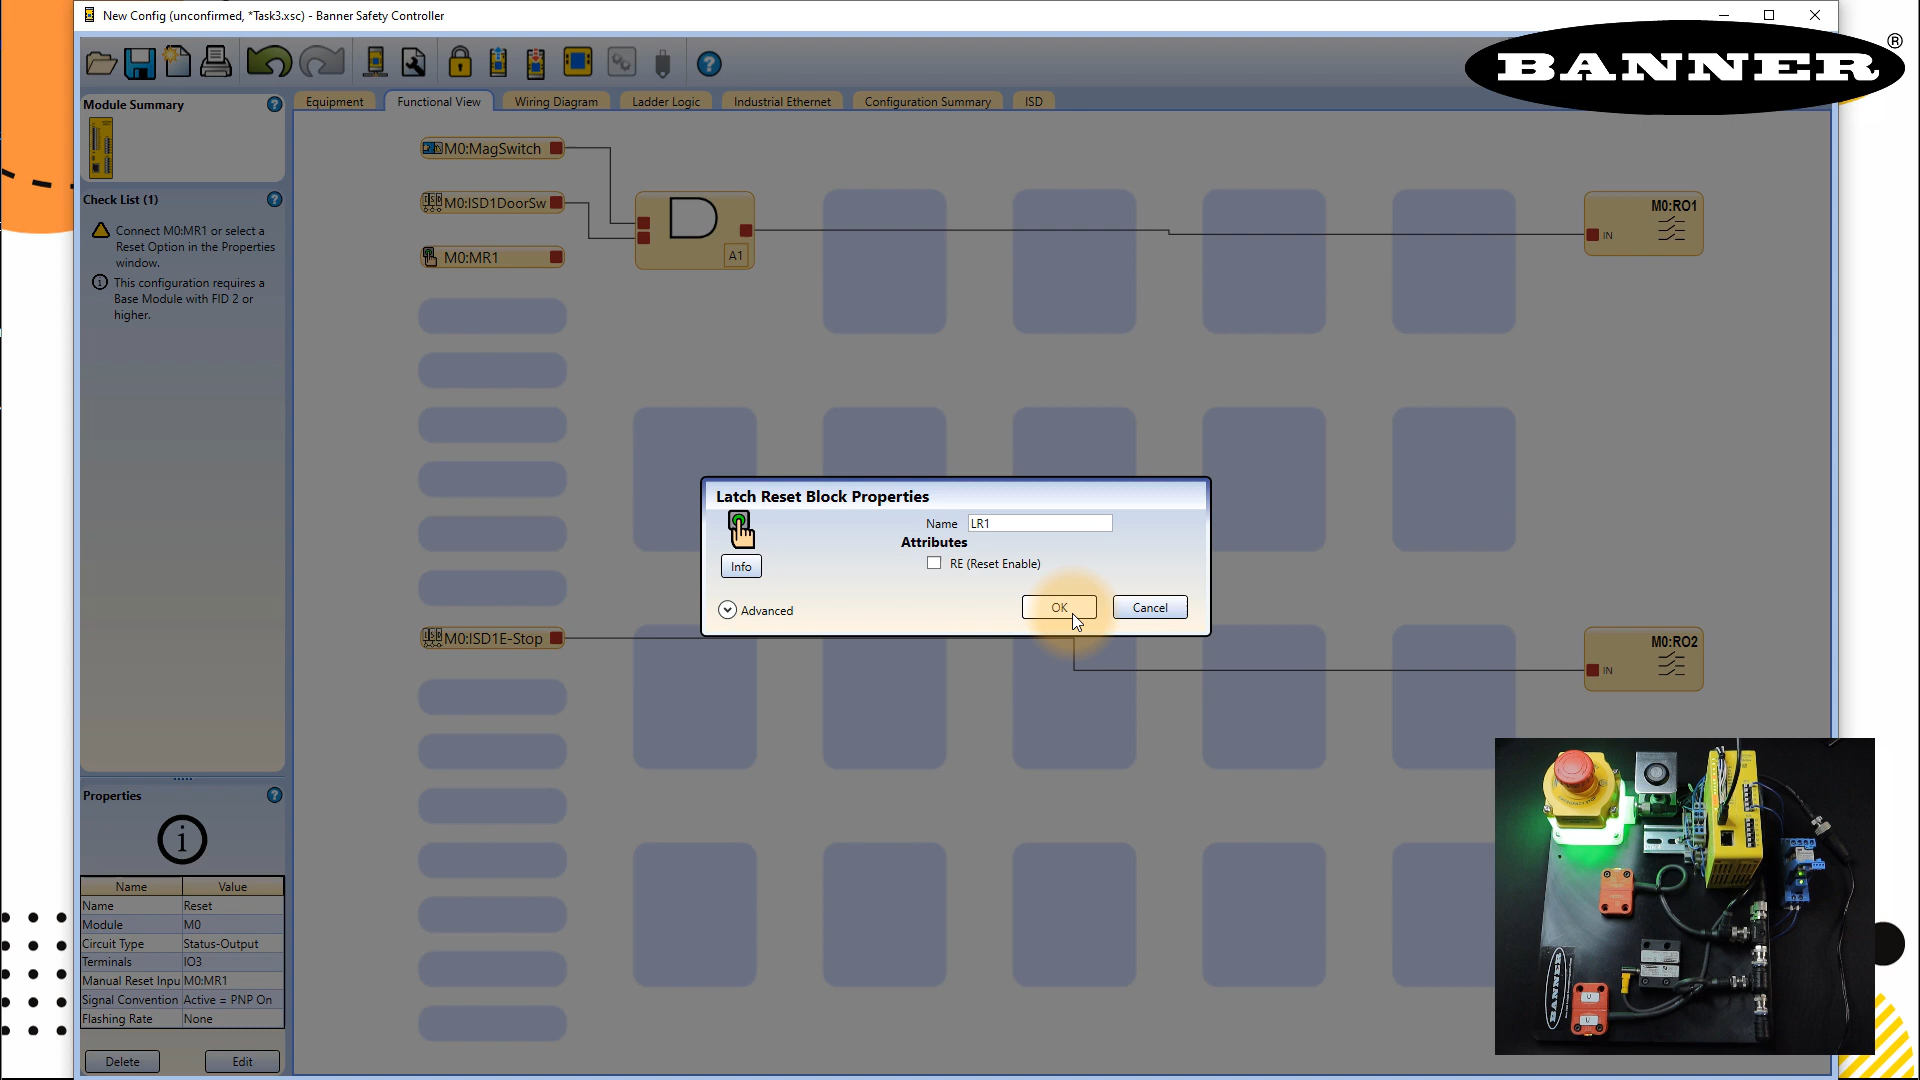 New Config (unconfirmed, *Task3.xsc) - Banner Safety Controller
BANNER®
Module Summary
Equipment
Functional View
Wiring Diagram
Ladder Logic
Industrial Ethernet
Configuration Summary
ISD
Check List (1)
Connect M0:MR1 or select a
Reset Option in the Properties
window.
This configuration requires a
Base Module with FID 2 or
higher.
M0:MagSwitch
M0:ISD1DoorSw
M0:MR1
A1
M0:RO1
IN
Latch Reset Block Properties
Name LR1
Attributes
RE (Reset Enable)
Info
Advanced
OK
Cancel
M0:ISD1E-Stop
M0:RO2
IN
Properties
Name Value
Name Reset
Module M0
Circuit Type Status-Output
Terminals IO3
Manual Reset Inpu M0:MR1
Signal Convention Active = PNP On
Flashing Rate None
Delete
Edit
BANNER